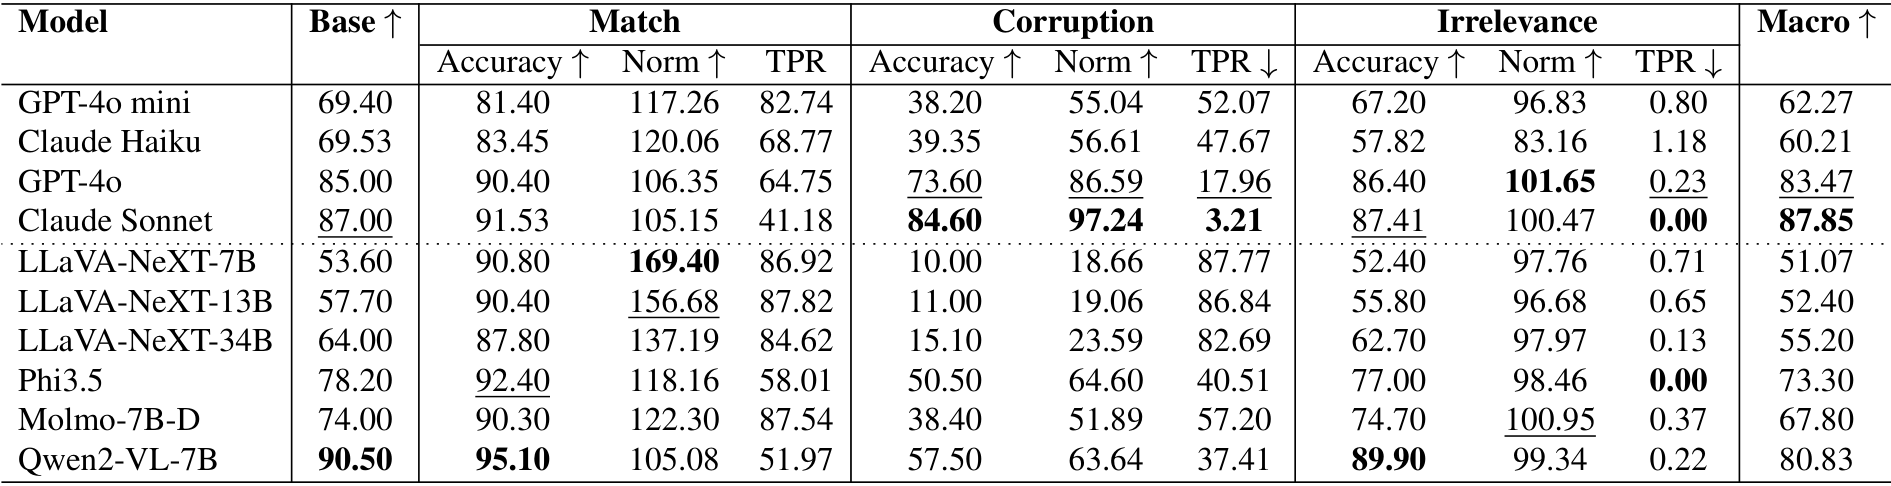 Model Base ↑ Match Corruption Irrelevance Macro ↑
Accuracy ↑ Norm ↑ TPR Accuracy ↑ Norm ↑ TPR ↓ Accuracy ↑ Norm ↑ TPR ↓
GPT-4o mini 69.40 81.40 117.26 82.74 38.20 55.04 52.07 67.20 96.83 0.80 62.27
Claude Haiku 69.53 83.45 120.06 68.77 39.35 56.61 47.67 57.82 83.16 1.18 60.21
GPT-4o 85.00 90.40 106.35 64.75 73.60 86.59 17.96 86.40 101.65 0.23 83.47
Claude Sonnet 87.00 91.53 105.15 41.18 84.60 97.24 3.21 87.41 100.47 0.00 87.85
LLaVA-NeXT-7B 53.60 90.80 169.40 86.92 10.00 18.66 87.77 52.40 97.76 0.71 51.07
LLaVA-NeXT-13B 57.70 90.40 156.68 87.82 11.00 19.06 86.84 55.80 96.68 0.65 52.40
LLaVA-NeXT-34B 64.00 87.80 137.19 84.62 15.10 23.59 82.69 62.70 97.97 0.13 55.20
Phi3.5 78.20 92.40 118.16 58.01 50.50 64.60 40.51 77.00 98.46 0.00 73.30
Molmo-7B-D 74.00 90.30 122.30 87.54 38.40 51.89 57.20 74.70 100.95 0.37 67.80
Qwen2-VL-7B 90.50 95.10 105.08 51.97 57.50 63.64 37.41 89.90 99.34 0.22 80.83